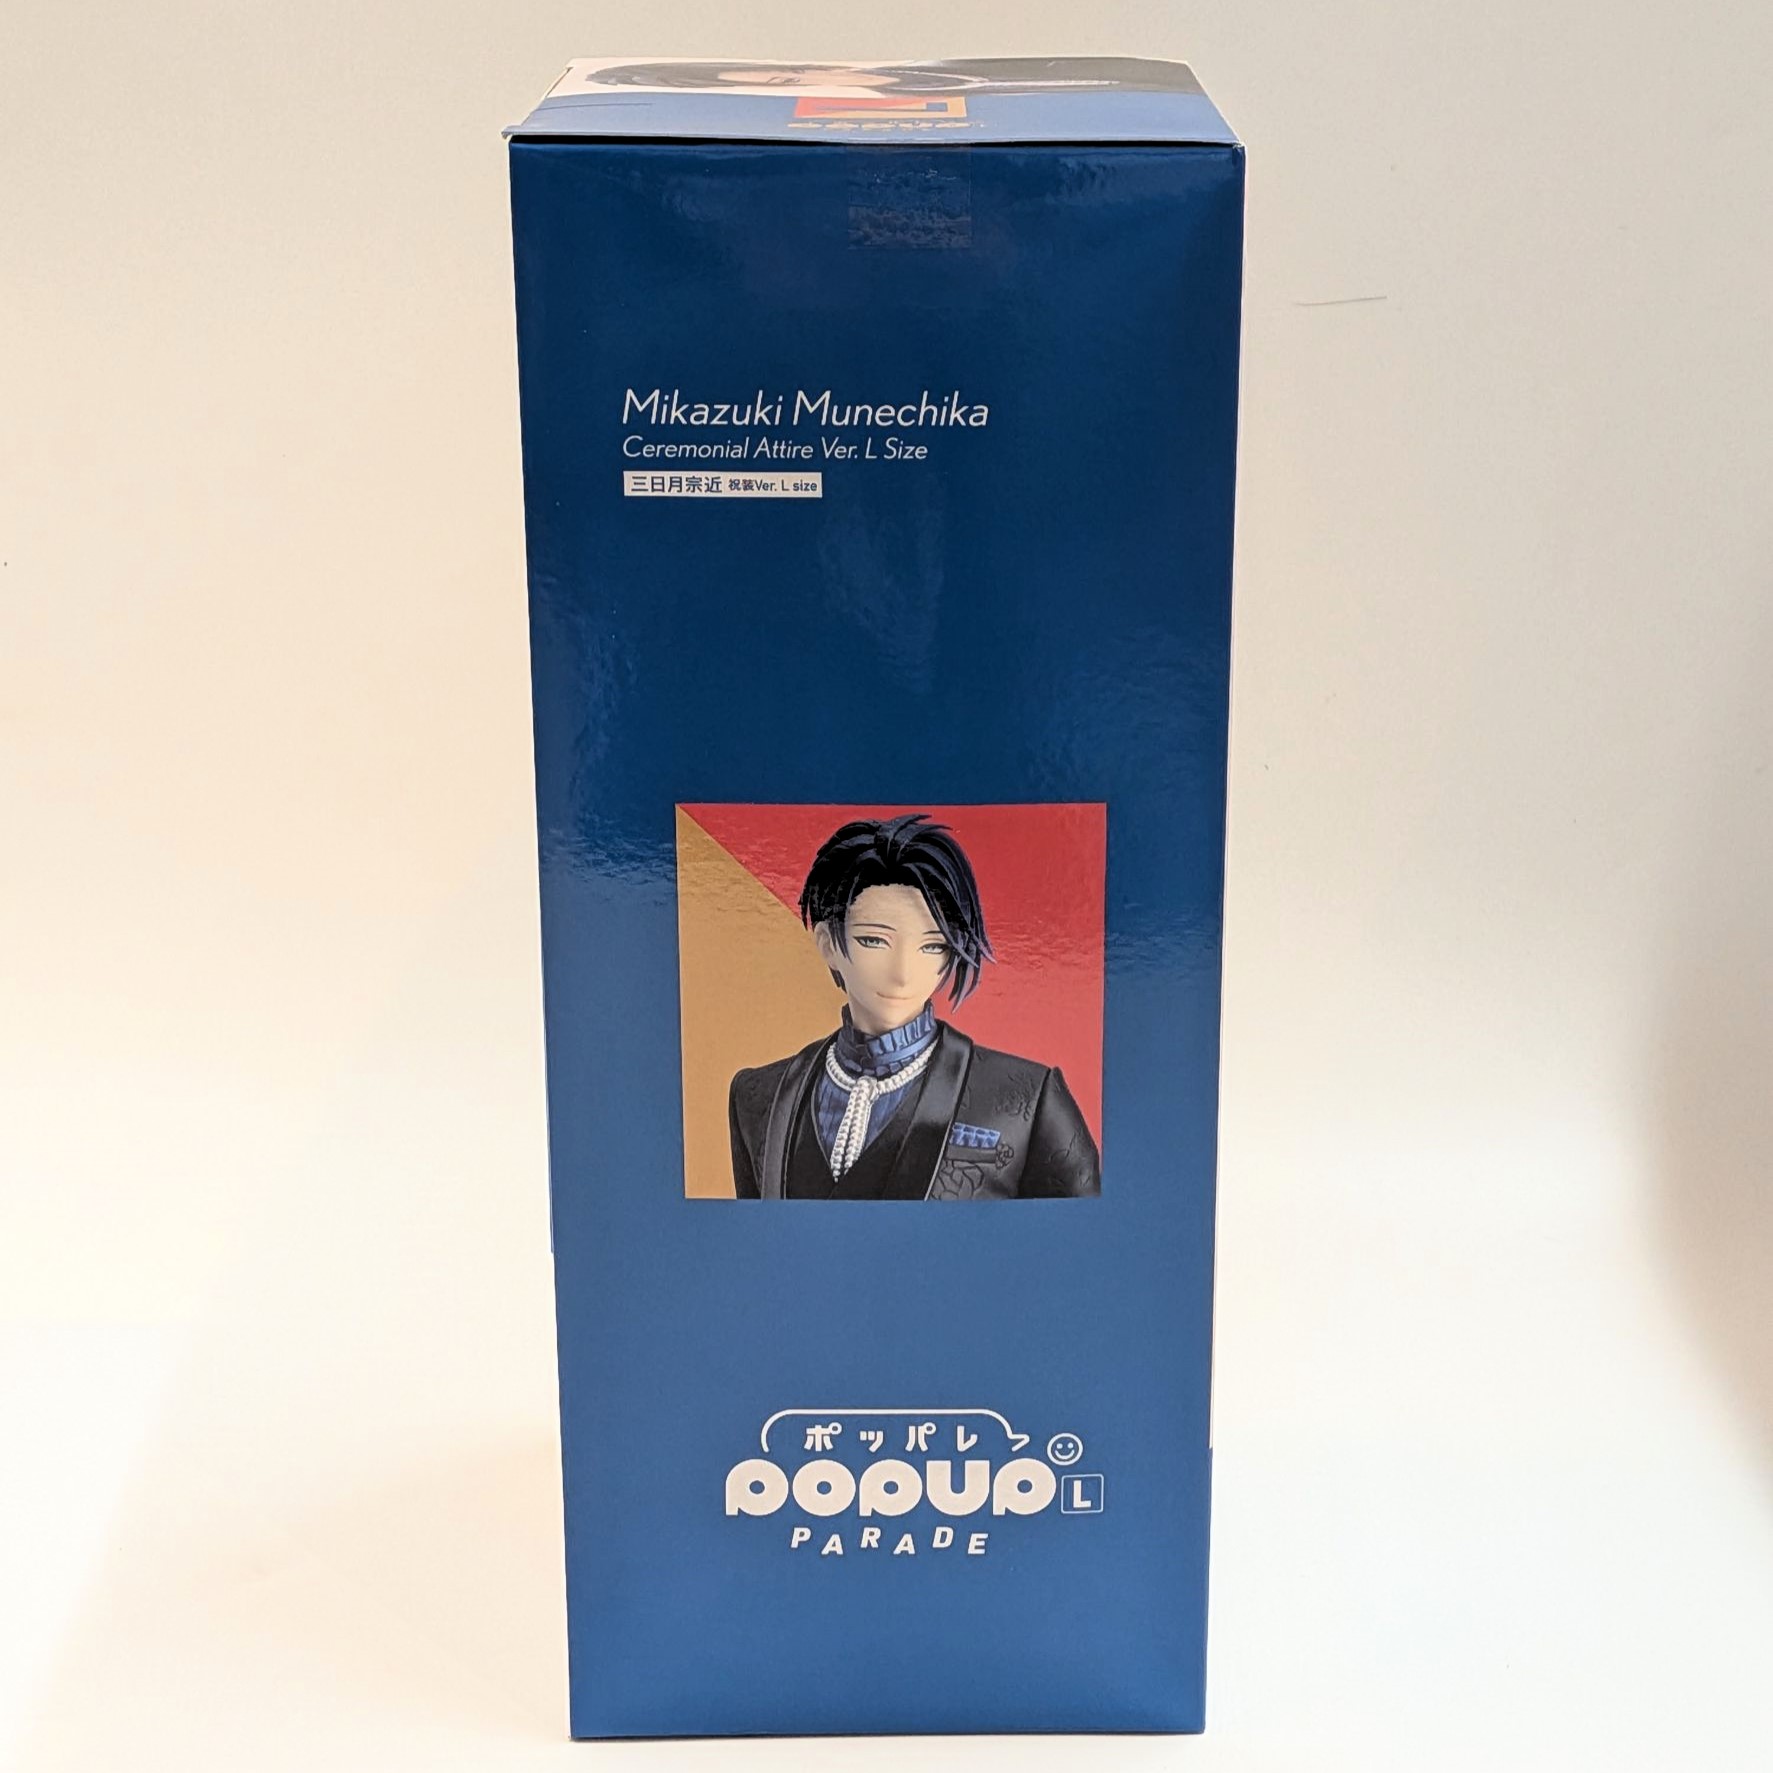 Mikazuki Munechika
Ceremonial Attire Ver. L Size
三日月宗近 祝装Ver. L size
ポッパレ
POPUP L
PARADE